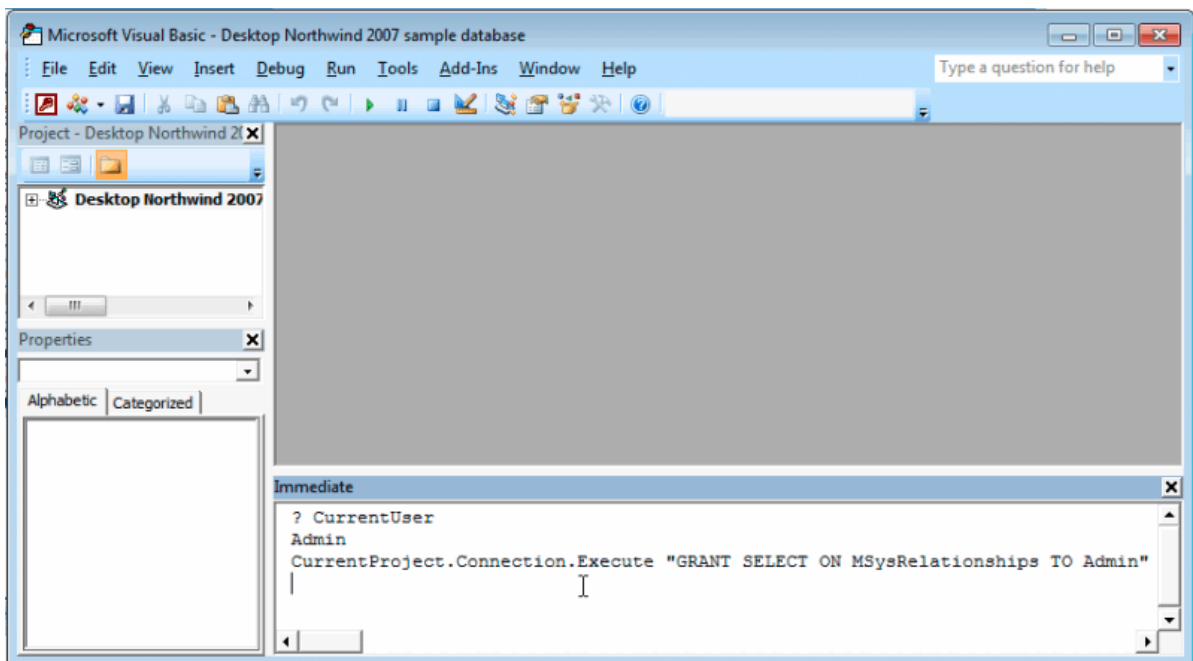 Microsoft Visual Basic - Desktop Northwind 2007 sample database
File Edit View Insert Debug Run Tools Add-Ins Window Help
Type a question for help
Project - Desktop Northwind 2(
Desktop Northwind 2007
Properties
Alphabetic Categorized
Immediate
? CurrentUser
Admin
CurrentProject.Connection.Execute "GRANT SELECT ON MSysRelationships TO Admin"